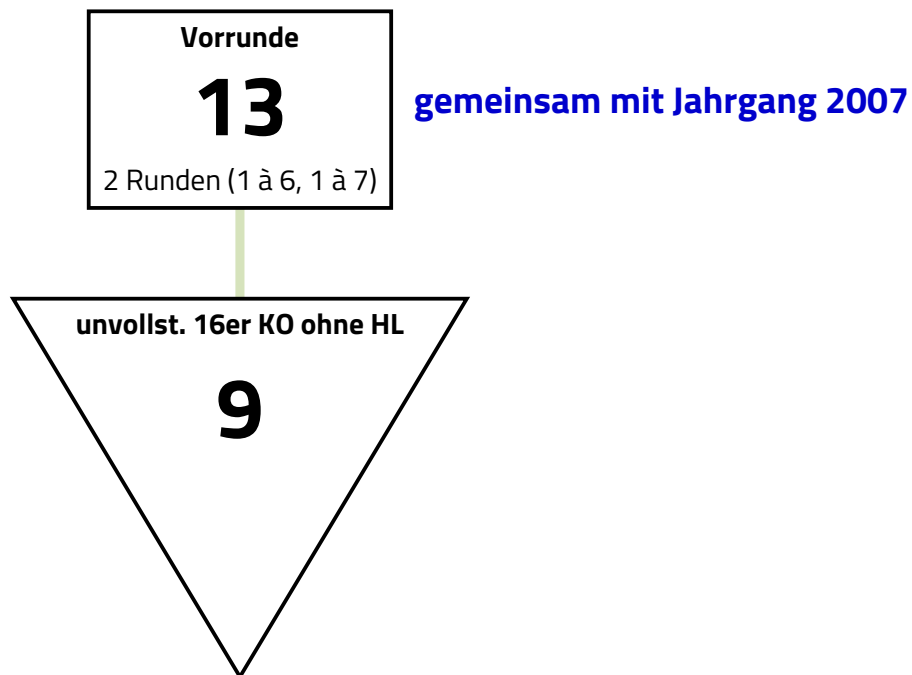 Vorrunde
13
gemeinsam mit Jahrgang 2007
2 Runden (1 à 6, 1 à 7)
unvollst. 16er KO ohne HL
9